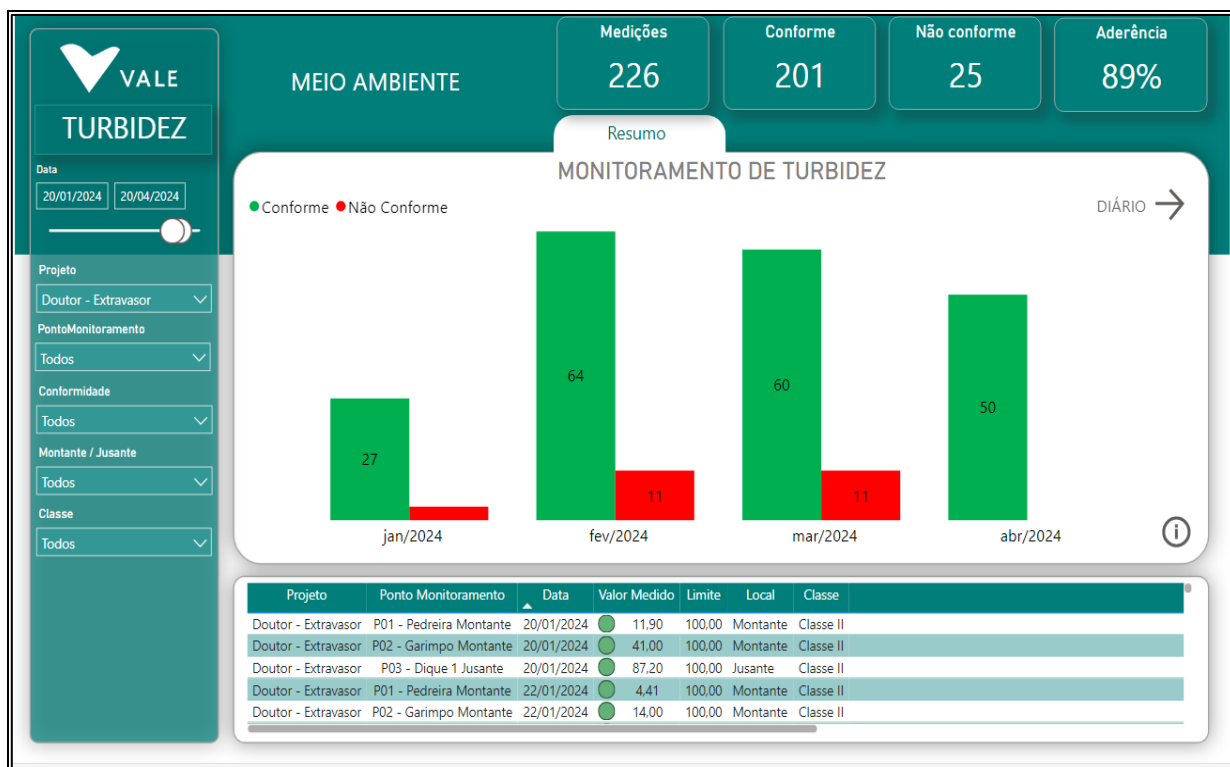 VALE
TURBIDEZ
Data
20/01/2024 20/04/2024
Projeto
Doutor - Extravasor
PontoMonitoramento
Todos
Conformidade
Todos
Montante / Jusante
Todos
Classe
Todos
MEIO AMBIENTE
Medições
226
Conforme
201
Não conforme
25
Aderência
89%
Resumo
MONITORAMENTO DE TURBIDEZ
Conforme Não Conforme
DIÁRIO
27
64
11
60
11
50
jan/2024 fev/2024 mar/2024 abr/2024
Projeto Ponto Monitoramento Data Valor Medido Limite Local Classe
Doutor - Extravasor P01 - Pedreira Montante 20/01/2024 11,90 100,00 Montante Classe II
Doutor - Extravasor P02 - Garimpo Montante 20/01/2024 41,00 100,00 Montante Classe II
Doutor - Extravasor P03 - Dique 1 Jusante 20/01/2024 87,20 100,00 Jusante Classe II
Doutor - Extravasor P01 - Pedreira Montante 22/01/2024 4,41 100,00 Montante Classe II
Doutor - Extravasor P02 - Garimpo Montante 22/01/2024 14,00 100,00 Montante Classe II